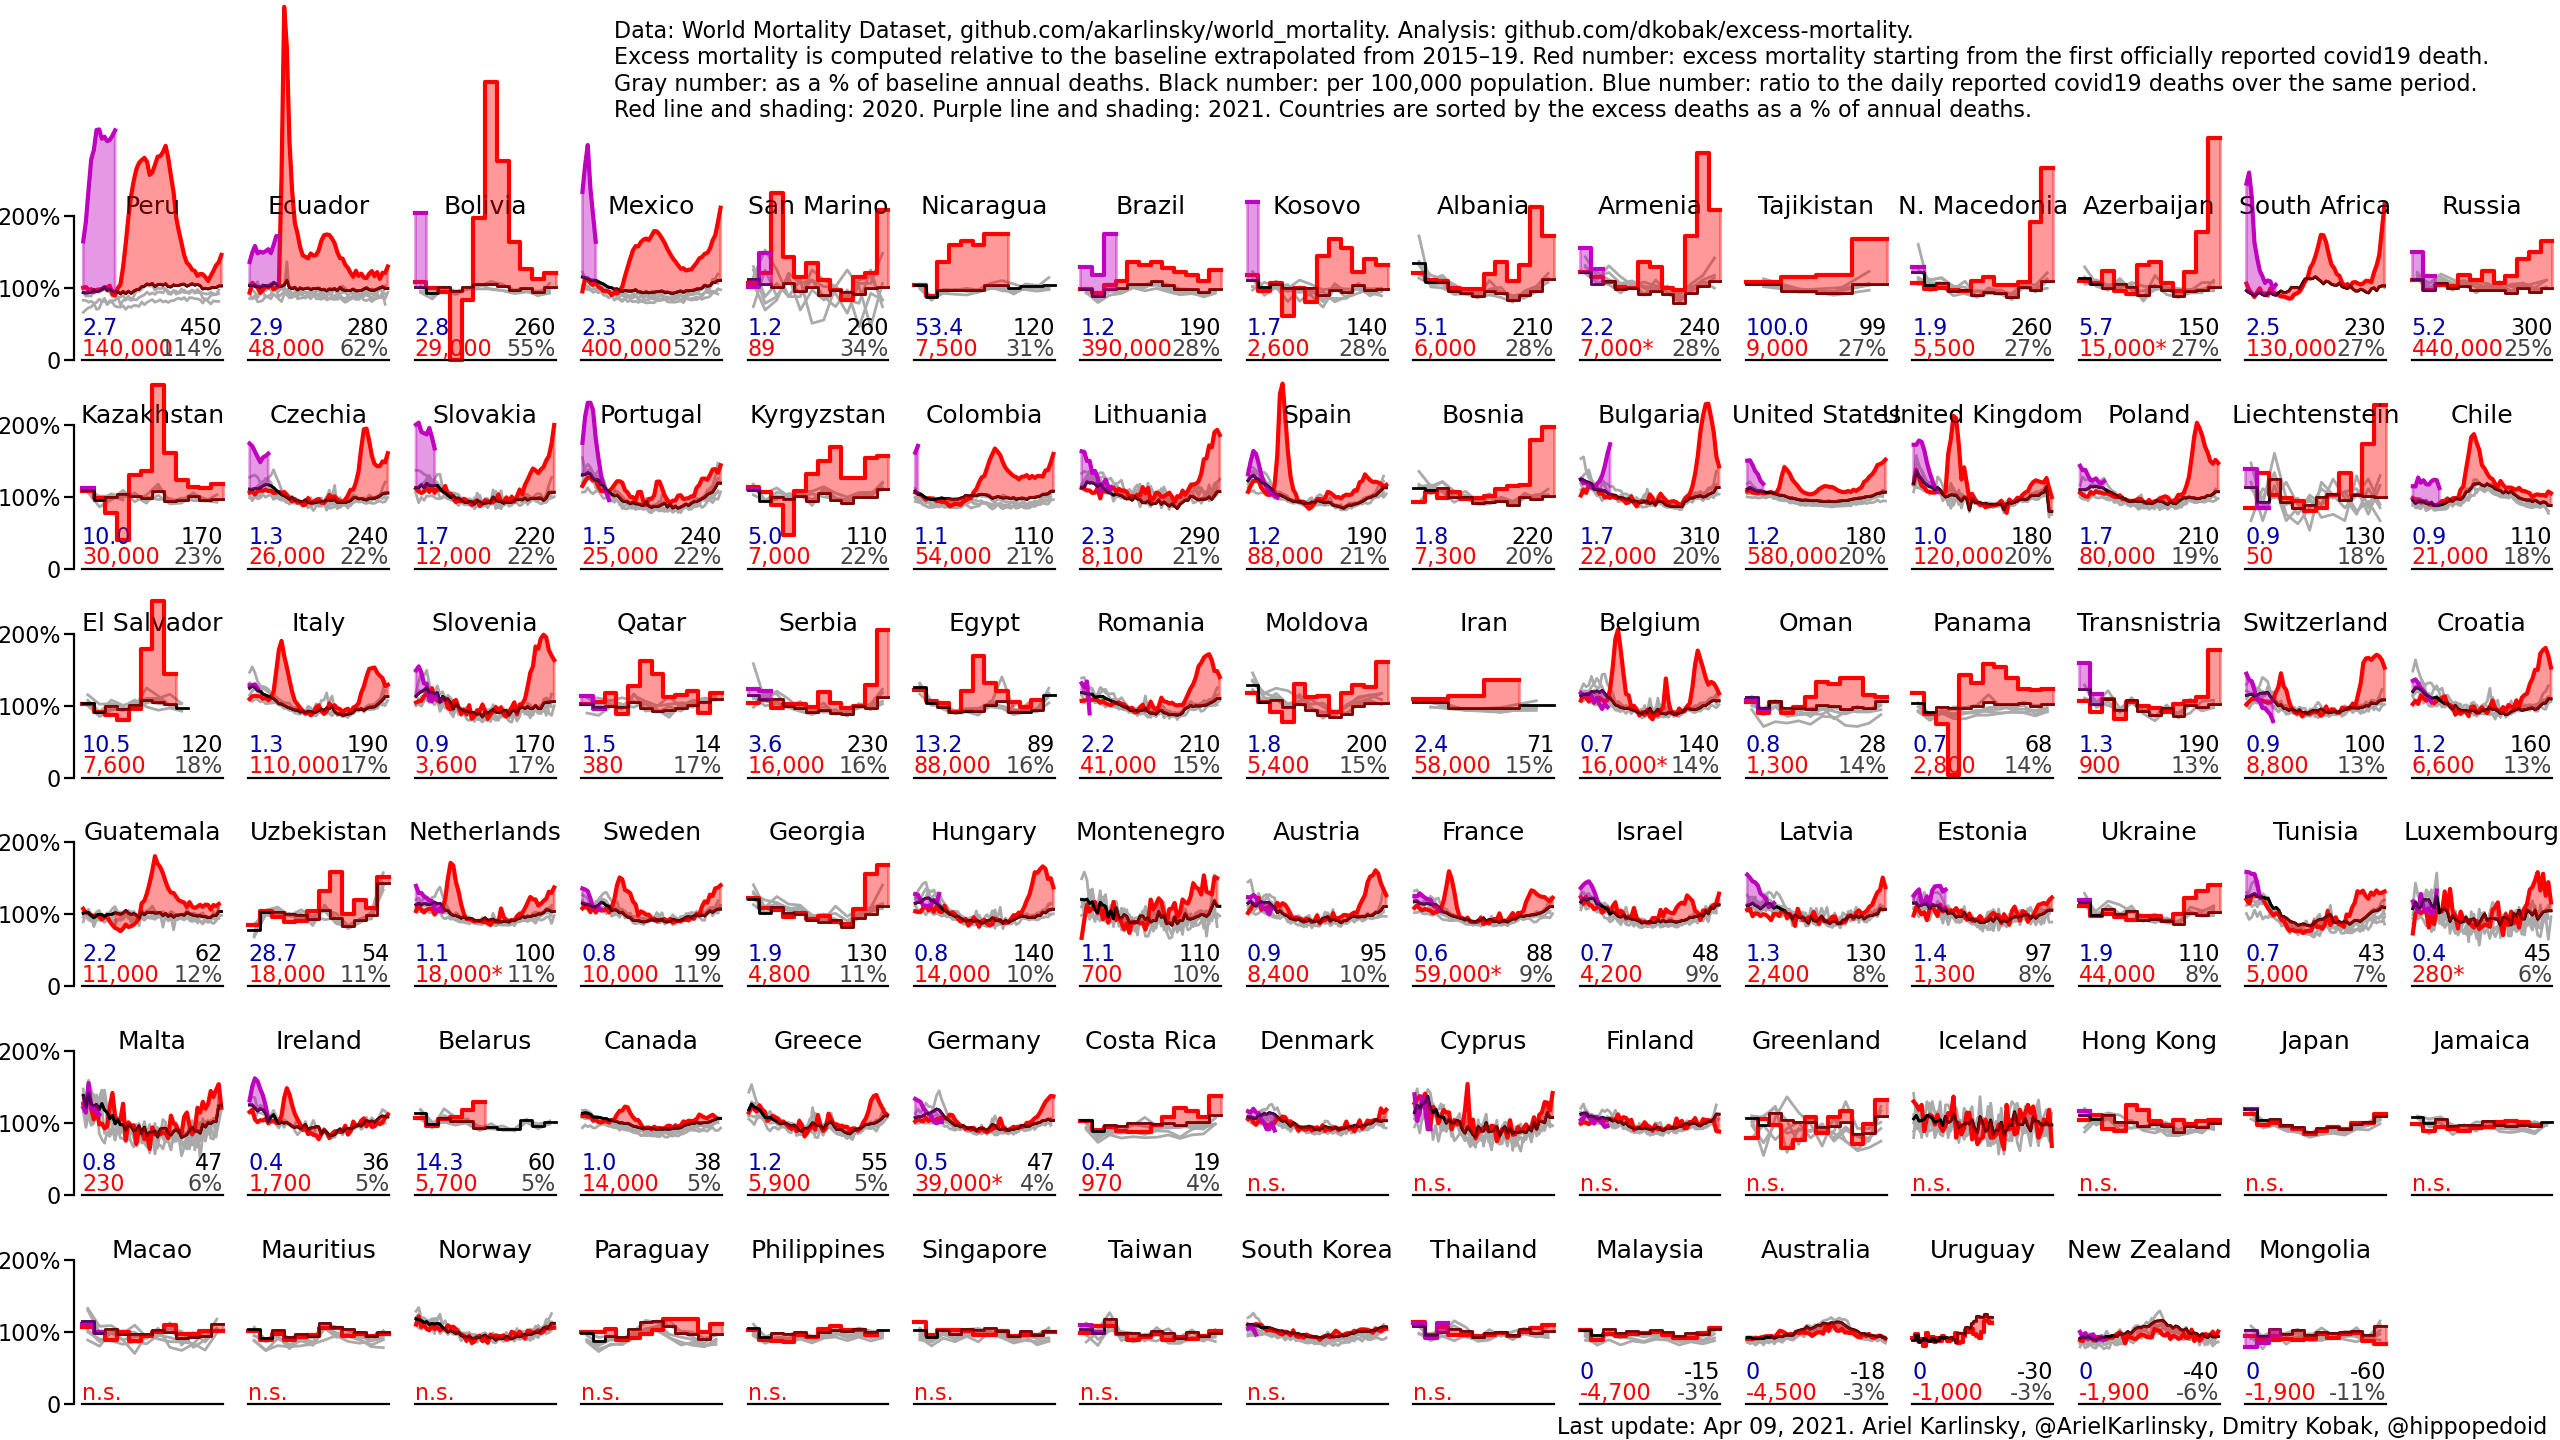 Data: World Mortality Dataset, github.com/akarlinsky/world_mortality. Analysis: github.com/dkobak/excess-mortality.
Excess mortality is computed relative to the baseline extrapolated from 2015–19. Red number: excess mortality starting from the first officially reported covid19 death.
Gray number: as a % of baseline annual deaths. Black number: per 100,000 population. Blue number: ratio to the daily reported covid19 deaths over the same period.
Red line and shading: 2020. Purple line and shading: 2021. Countries are sorted by the excess deaths as a % of annual deaths.
200% Peru Ecuador Bolivia Mexico San Marino Nicaragua Brazil Kosovo Albania Armenia Tajikistan N. Macedonia Azerbaijan South Africa Russia
100%
2.7 450 2.9 280 2.8 260 2.3 320 1.2 260 53.4 120 1.2 190 1.7 140 5.1 210 2.2 240 100.0 99 1.9 260 5.7 150 2.5 230 5.2 300
0 140,000 114% 48,000 62% 29,000 55% 400,000 52% 89 34% 7,500 31% 390,000 28% 2,600 28% 6,000 28% 7,000* 28% 9,000 27% 5,500 27% 15,000* 27% 130,000 27% 440,000 25%
200% Kazakhstan Czechia Slovakia Portugal Kyrgyzstan Colombia Lithuania Spain Bosnia Bulgaria United States United Kingdom Poland Liechtenstein Chile
100%
10.0 170 1.3 240 1.7 220 1.5 240 5.0 110 1.1 110 2.3 290 1.2 190 1.8 220 1.7 310 1.2 180 1.0 180 1.7 210 0.9 130 0.9 110
0 30,000 23% 26,000 22% 12,000 22% 25,000 22% 7,000 22% 54,000 21% 8,100 21% 88,000 21% 7,300 20% 22,000 20% 580,000 20% 120,000 20% 80,000 19% 50 18% 21,000 18%
200% El Salvador Italy Slovenia Qatar Serbia Egypt Romania Moldova Iran Belgium Oman Panama Transnistria Switzerland Croatia
100%
10.5 120 1.3 190 0.9 170 1.5 14 3.6 230 13.2 89 2.2 210 1.8 200 2.4 71 0.7 140 0.8 28 0.7 68 1.3 190 0.9 100 1.2 160
0 7,600 18% 110,000 17% 3,600 17% 380 17% 16,000 16% 88,000 16% 41,000 15% 5,400 15% 58,000 15% 16,000* 14% 1,300 14% 2,800 14% 900 13% 8,800 13% 6,600 13%
200% Guatemala Uzbekistan Netherlands Sweden Georgia Hungary Montenegro Austria France Israel Latvia Estonia Ukraine Tunisia Luxembourg
100%
2.2 62 28.7 54 1.1 100 0.8 99 1.9 130 0.8 140 1.1 110 0.9 95 0.6 88 0.7 48 1.3 130 1.4 97 1.9 110 0.7 43 0.4 45
0 11,000 12% 18,000 11% 18,000* 11% 10,000 11% 4,800 11% 14,000 10% 700 10% 8,400 10% 59,000* 9% 4,200 9% 2,400 8% 1,300 8% 44,000 8% 5,000 7% 280* 6%
200% Malta Ireland Belarus Canada Greece Germany Costa Rica Denmark Cyprus Finland Greenland Iceland Hong Kong Japan Jamaica
100%
0.8 47 0.4 36 14.3 60 1.0 38 1.2 55 0.5 47 0.4 19
0 230 6% 1,700 5% 5,700 5% 14,000 5% 5,900 5% 39,000* 4% 970 4% n.s. n.s. n.s. n.s. n.s. n.s. n.s. n.s.
200% Macao Mauritius Norway Paraguay Philippines Singapore Taiwan South Korea Thailand Malaysia Australia Uruguay New Zealand Mongolia
100%
0 -15 0 -18 0 -30 0 -40 0 -60
0 n.s. n.s. n.s. n.s. n.s. n.s. n.s. n.s. n.s. -4,700 -3% -4,500 -3% -1,000 -3% -1,900 -6% -1,900 -11%
Last update: Apr 09, 2021. Ariel Karlinsky, @ArielKarlinsky, Dmitry Kobak, @hippopedoid